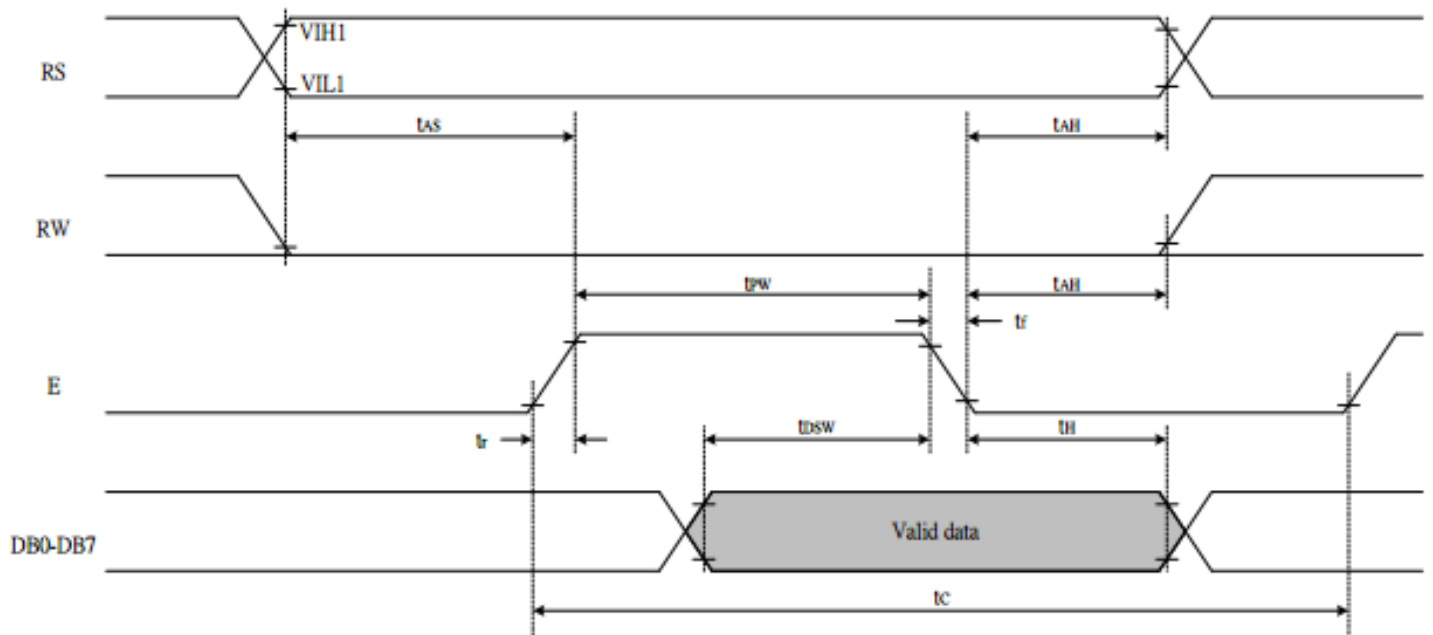 VIH1
RS
VIL1
tAS
tAH
RW
tPW
tAH
tf
E
tr
tDSW
tH
DB0-DB7
Valid data
tC